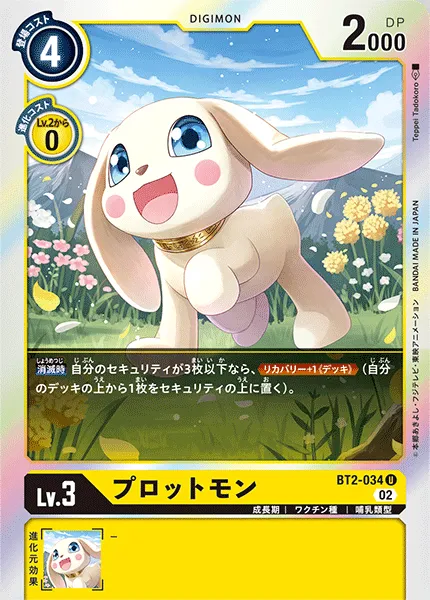 DIGIMON
登場コスト
4
DP
2000
進化コスト
Lv.2から
0
Teppei Tadokoro
BANDAI MADE IN JAPAN
©本郷あきよし・フジテレビ・東映アニメーション
消滅時 自分のセキュリティが3枚以下なら、リカバリー+1《デッキ》(自分
のデッキの上から1枚をセキュリティの上に置く)。
Lv.3
プロットモン
BT2-034 U
02
成長期 | ワクチン種 | 哺乳類型
進化元効果
-